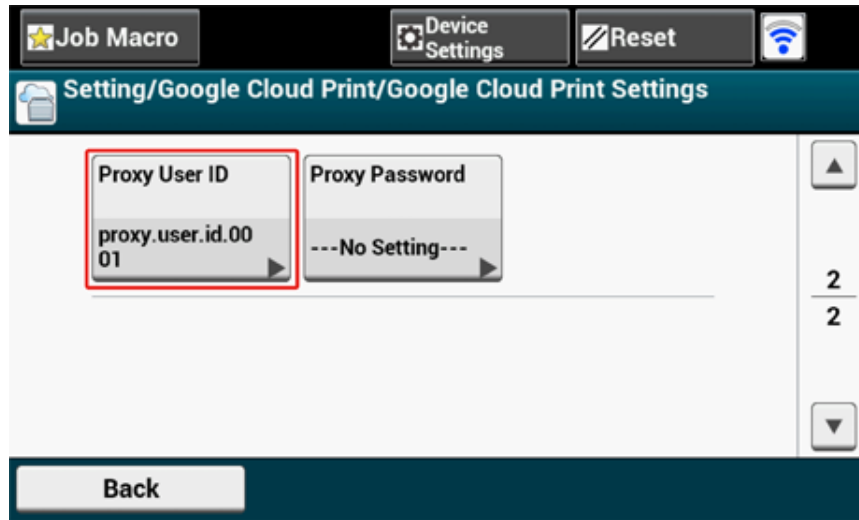 Job Macro
Device
Settings
Reset
Setting/Google Cloud Print/Google Cloud Print Settings
Proxy User ID
Proxy Password
proxy.user.id.00
01
---No Setting---
2
2
Back